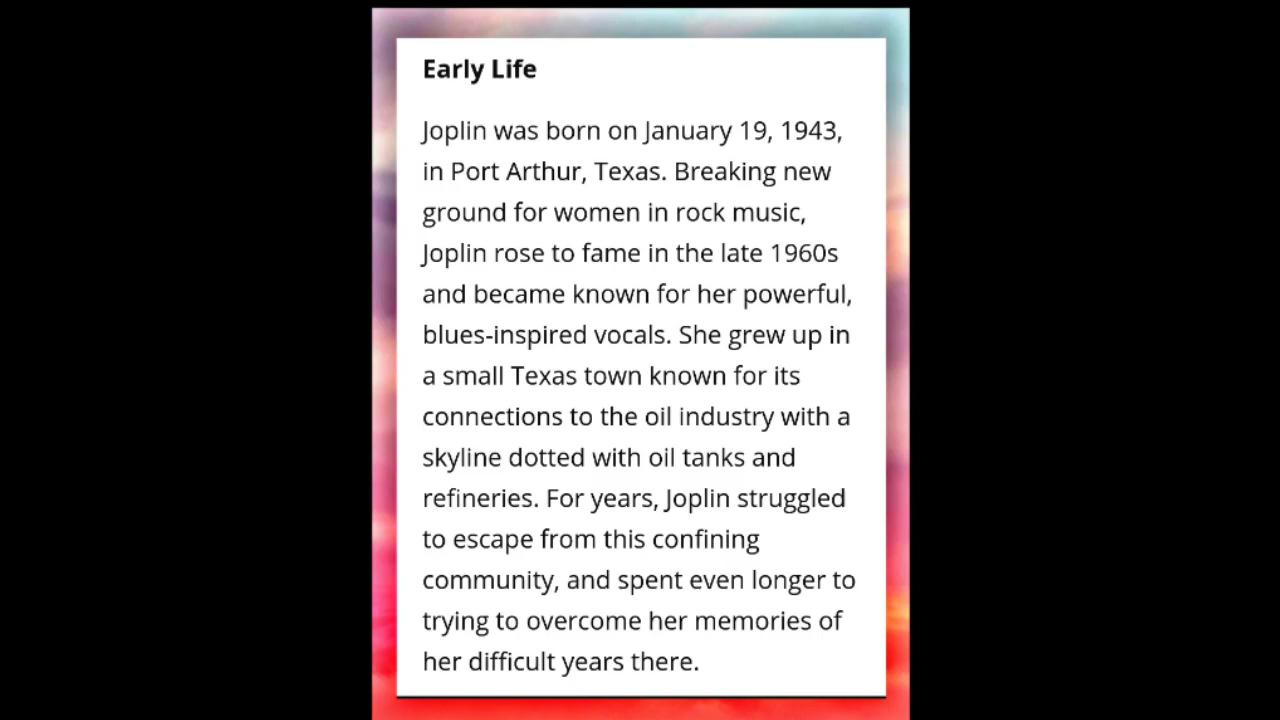 Early Life
Joplin was born on January 19, 1943,
in Port Arthur, Texas. Breaking new
ground for women in rock music,
Joplin rose to fame in the late 1960s
and became known for her powerful,
blues-inspired vocals. She grew up in
a small Texas town known for its
connections to the oil industry with a
skyline dotted with oil tanks and
refineries. For years, Joplin struggled
to escape from this confining
community, and spent even longer to
trying to overcome her memories of
her difficult years there.